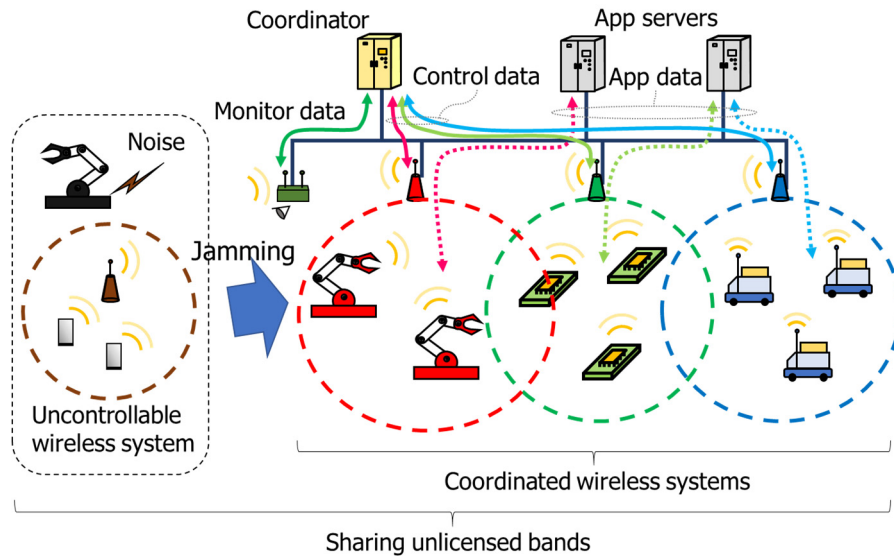 Coordinator
App servers
Control data
App data
Monitor data
Noise
Jamming
Uncontrollable
wireless system
Coordinated wireless systems
Sharing unlicensed bands